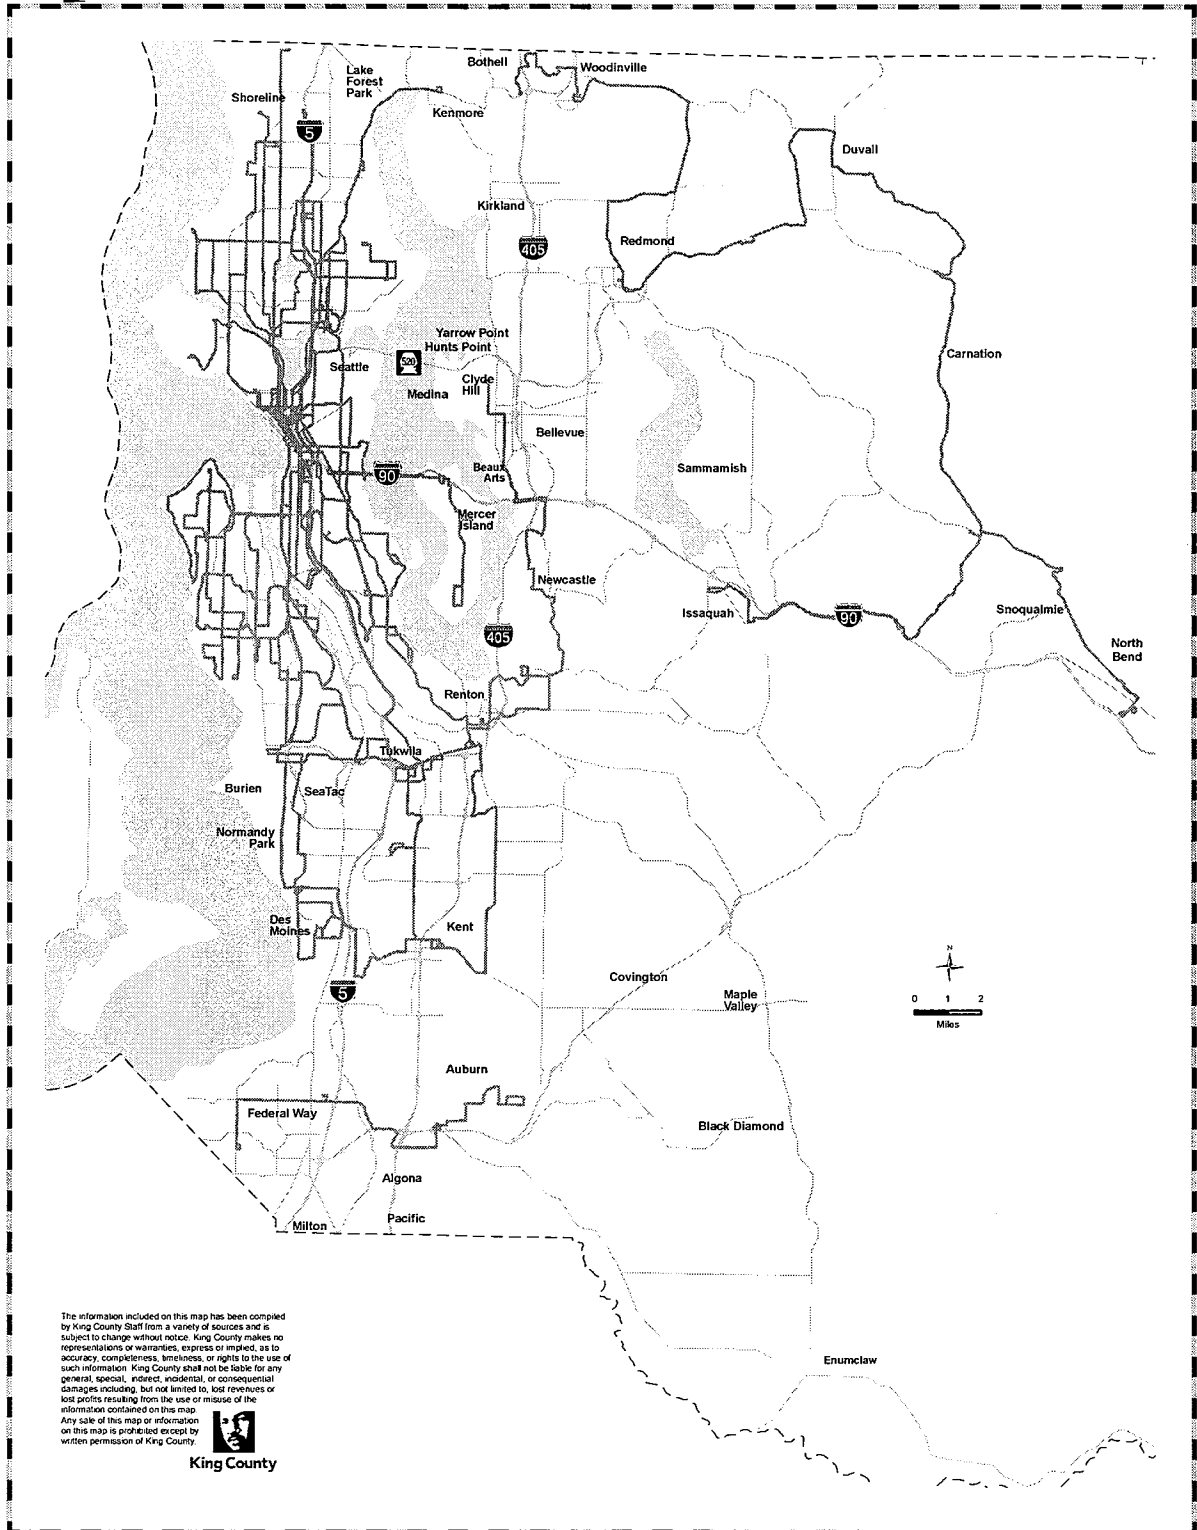 Bothell
Woodinville
Lake
Forest
Park
Shoreline
Kenmore
5
Duvall
Kirkland
Redmond
405
Yarrow Point
Hunts Point
Seattle
520
Carnation
Clyde
Hill
Medina
Bellevue
Beaux
Arts
Sammamish
90
Mercer
Island
Newcastle
Issaquah
90
Snoqualmie
405
North
Bend
Renton
Tukwila
Burien
SeaTac
Normandy
Park
Des
Moines
Kent
N
Covington
Maple
Valley
5
0 1 2
Miles
Auburn
Federal Way
Black Diamond
Algona
Pacific
Milton
The information included on this map has been compiled
by King County Staff from a variety of sources and is
subject to change without notice. King County makes no
representations or warranties, express or implied, as to
accuracy, completeness, timeliness, or rights to the use of
such information. King County shall not be liable for any
general, special, indirect, incidental, or consequential
damages including, but not limited to, lost revenues or
lost profits resulting from the use or misuse of the
information contained on this map.
Any sale of this map or information
on this map is prohibited except by
written permission of King County.
King County
Enumclaw